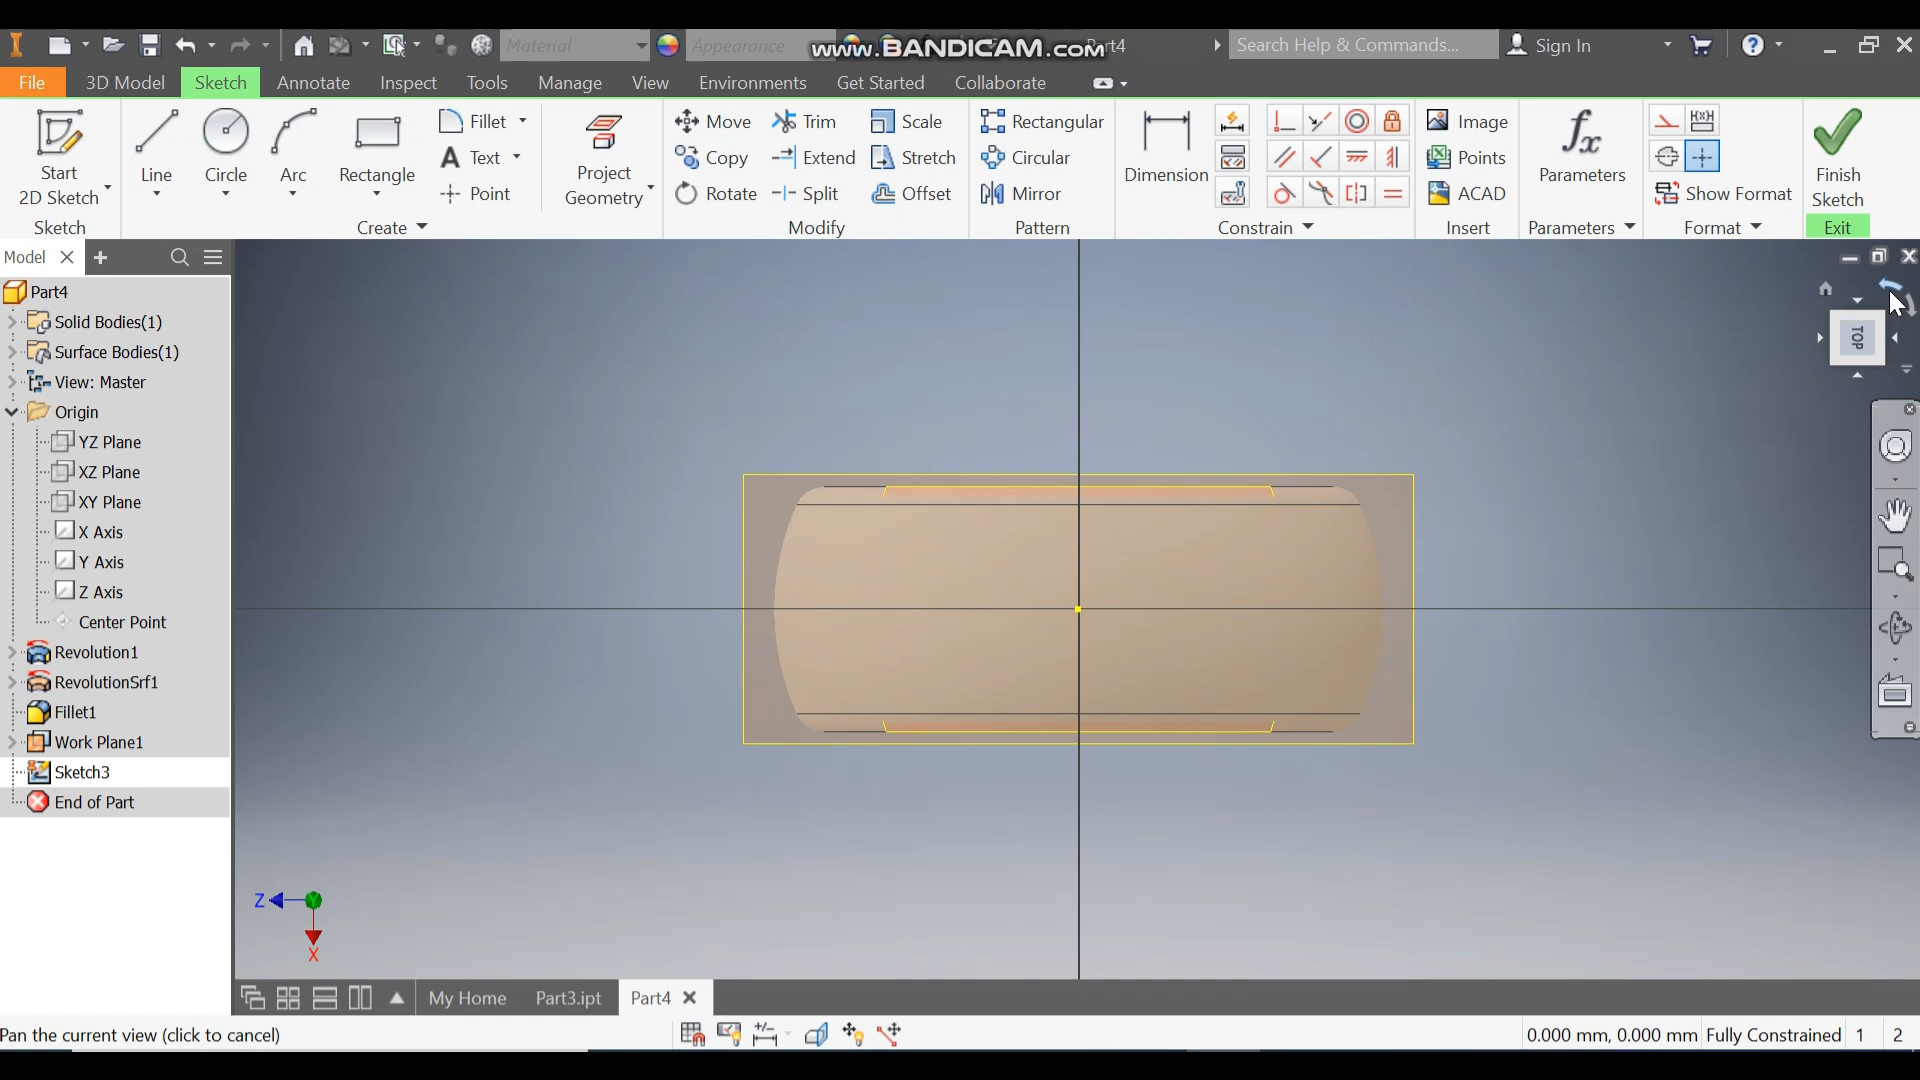 Material
Appearance
www.BANDICAM.com
Part4
Search Help & Commands...
Sign In
File
3D Model
Sketch
Annotate
Inspect
Tools
Manage
View
Environments
Get Started
Collaborate
Start
2D Sketch
Sketch
Line
Circle
Arc
Rectangle
Fillet
Text
Point
Create
Project
Geometry
Move
Trim
Scale
Copy
Extend
Stretch
Rotate
Split
Offset
Modify
Rectangular
Circular
Mirror
Pattern
Dimension
Constrain
Image
Points
ACAD
Insert
fx
Parameters
Parameters
Show Format
Format
Finish
Sketch
Exit
Model
Part4
Solid Bodies(1)
Surface Bodies(1)
View: Master
Origin
YZ Plane
XZ Plane
XY Plane
X Axis
Y Axis
Z Axis
Center Point
Revolution1
RevolutionSrf1
Fillet1
Work Plane1
Sketch3
End of Part
TOP
Z
X
My Home
Part3.ipt
Part4
Pan the current view (click to cancel)
0.000 mm, 0.000 mm
Fully Constrained
1
2